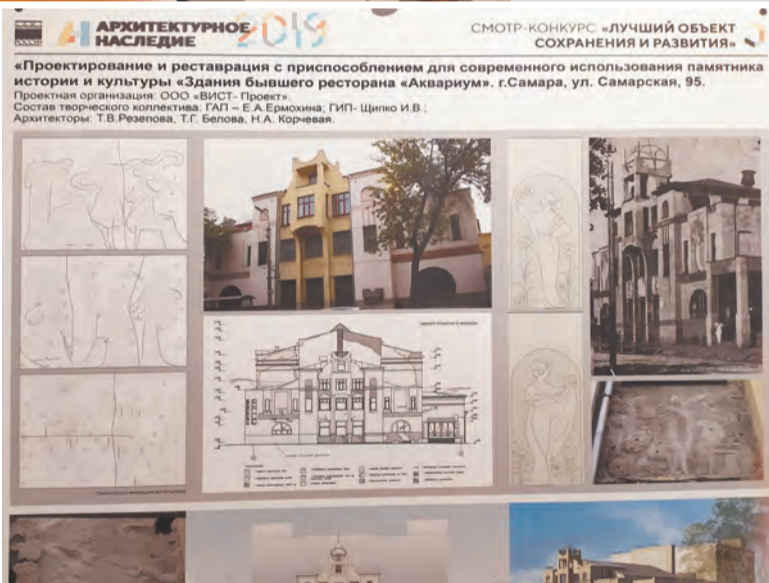 АРХИТЕКТУРНОЕ
НАСЛЕДИЕ
2019
СМОТР-КОНКУРС «ЛУЧШИЙ ОБЪЕКТ
СОХРАНЕНИЯ И РАЗВИТИЯ»
«Проектирование и реставрация с приспособлением для современного использования памятника
истории и культуры «Здания бывшего ресторана «Аквариум». г.Самара, ул. Самарская, 95.
Проектная организация: ООО «ВИСТ- Проект».
Состав творческого коллектива: ГАП – Е.А.Ермохина; ГИП- Щипко И.В.;
Архитекторы: Т.В.Резепова, Т.Г. Белова, Н.А. Корчевая.